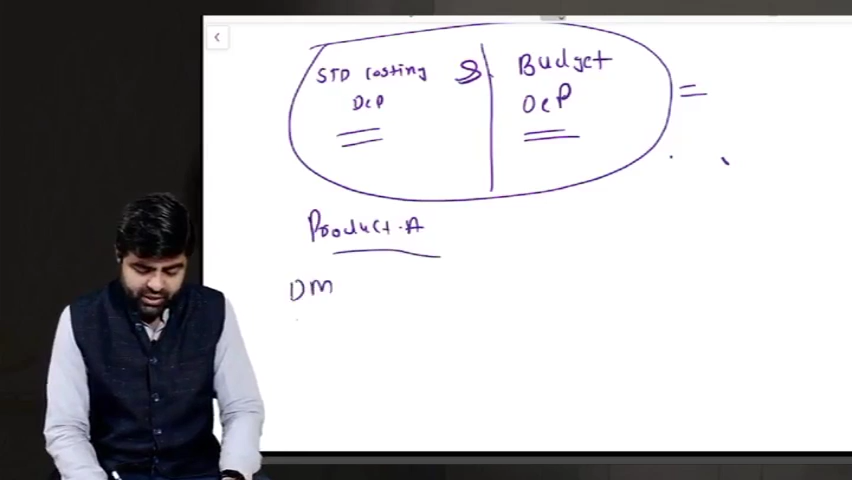 STD costing & Budget
DCP DCP
=
Product-A
DM